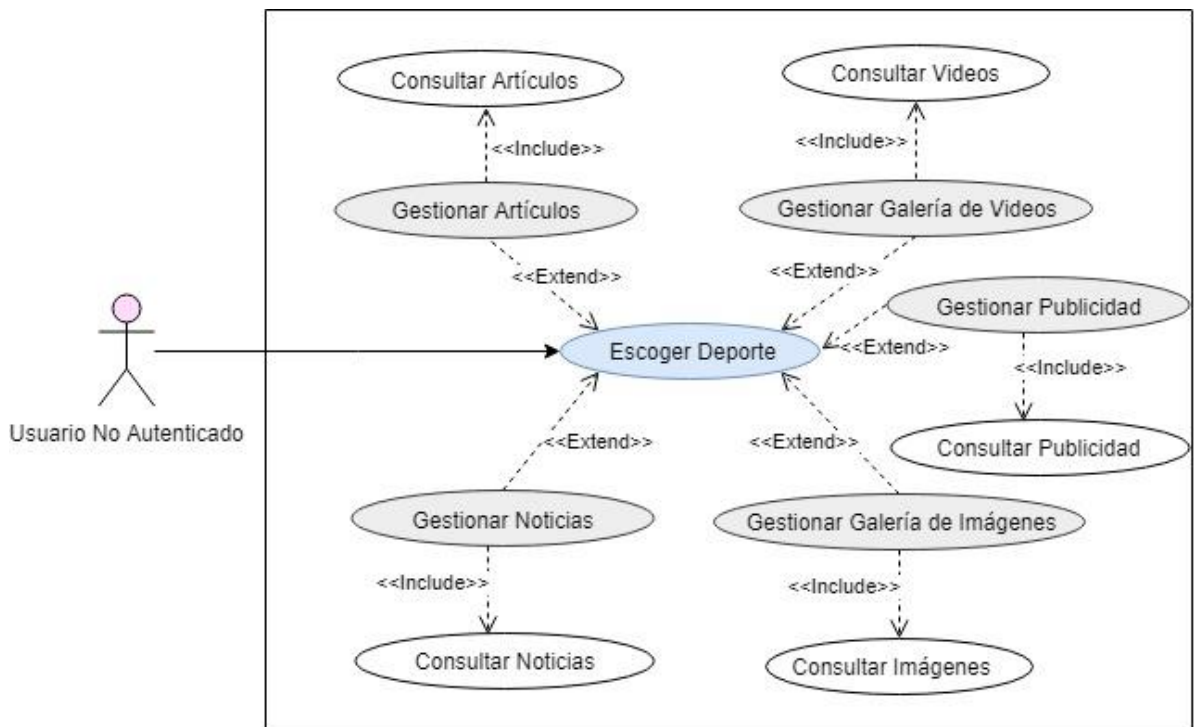 Consultar Artículos
Consultar Videos
<<Include>>
<<Include>>
Gestionar Artículos
Gestionar Galería de Videos
<<Extend>>
<<Extend>>
Gestionar Publicidad
Escoger Deporte
<<Extend>>
<<Include>>
Usuario No Autenticado
<<Extend>>
<<Extend>>
Consultar Publicidad
Gestionar Noticias
Gestionar Galería de Imágenes
<<Include>>
<<Include>>
Consultar Noticias
Consultar Imágenes